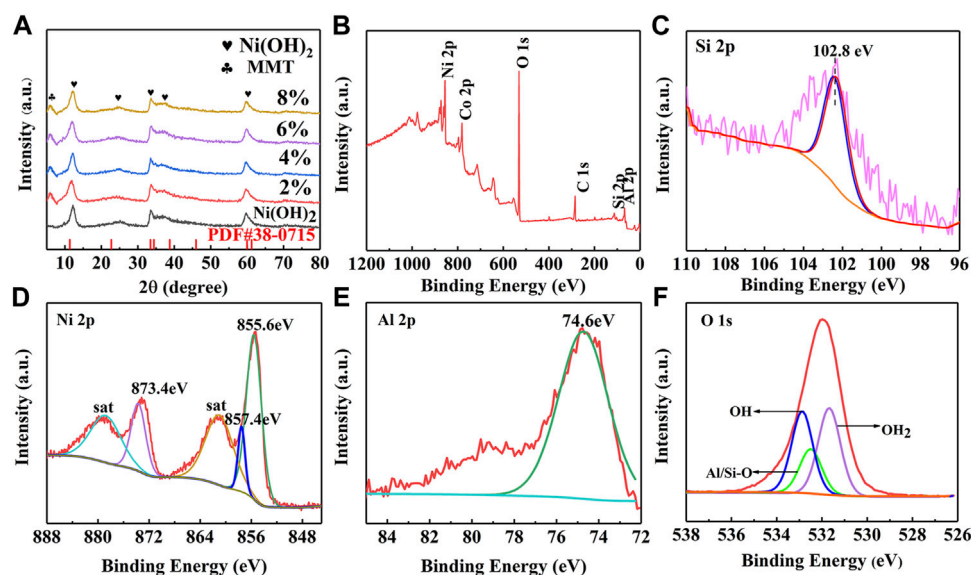 A
♥ Ni(OH)2
♣ MMT
8%
6%
4%
2%
Ni(OH)2
PDF#38-0715
Intensity (a.u.)
5 10 20 30 40 50 60 70 80
2θ (degree)
B
Ni 2p
Co 2p
O 1s
C 1s
Si 2p
Al 2p
Intensity (a.u.)
1200 1000 800 600 400 200 0
Binding Energy (eV)
C
Si 2p
102.8 eV
Intensity (a.u.)
110 108 106 104 102 100 98 96
Binding Energy (eV)
D
Ni 2p
855.6eV
873.4eV
sat
sat
857.4eV
Intensity (a.u.)
888 880 872 864 856 848
Binding Energy (eV)
E
Al 2p
74.6eV
Intensity (a.u.)
84 82 80 78 76 74 72
Binding Energy (eV)
F
O 1s
OH
OH2
Al/Si-O
Intensity (a.u.)
538 536 534 532 530 528 526
Binding Energy (eV)